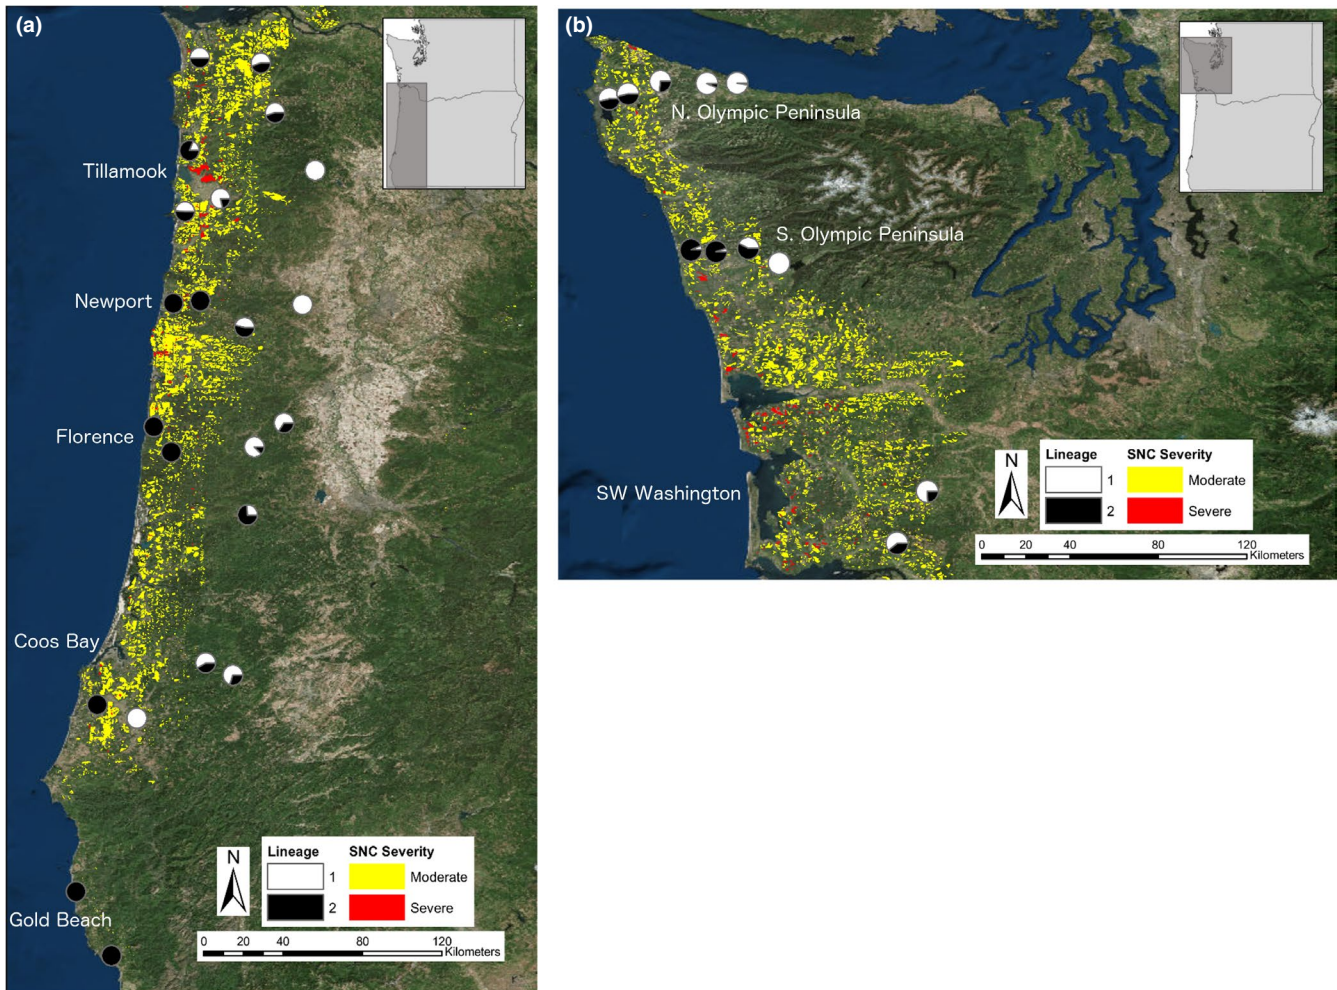 (a)
Tillamook
Newport
Florence
Coos Bay
Gold Beach
N
Lineage SNC Severity
1 Moderate
2 Severe
0 20 40 80 120
Kilometers
(b)
N. Olympic Peninsula
S. Olympic Peninsula
SW Washington
N
Lineage SNC Severity
1 Moderate
2 Severe
0 20 40 80 120
Kilometers